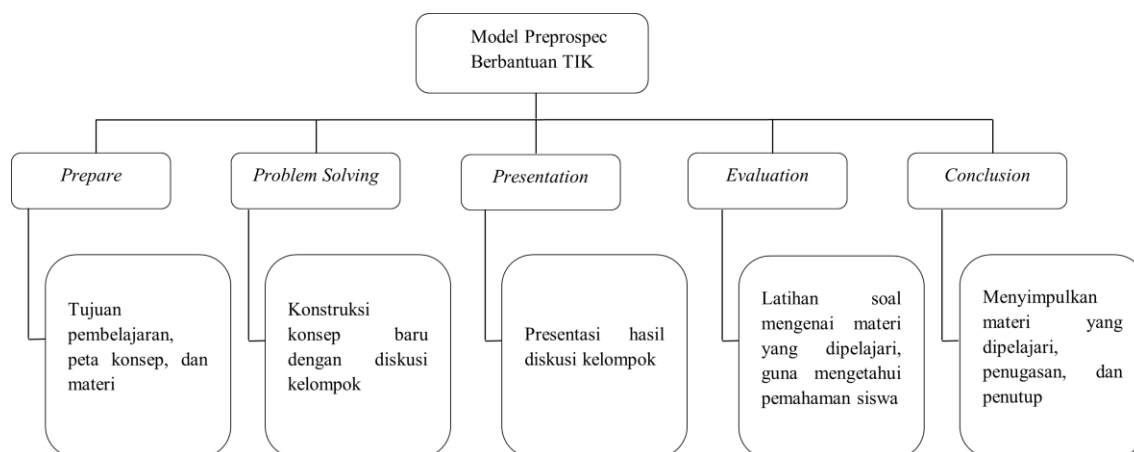 Model Preprospec
Berbantuan TIK
Prepare
Problem Solving
Presentation
Evaluation
Conclusion
Tujuan
pembelajaran,
peta konsep, dan
materi
Konstruksi
konsep baru
dengan diskusi
kelompok
Presentasi hasil
diskusi kelompok
Latihan soal
mengenai materi
yang dipelajari,
guna mengetahui
pemahaman siswa
Menyimpulkan
materi yang
dipelajari,
penugasan, dan
penutup